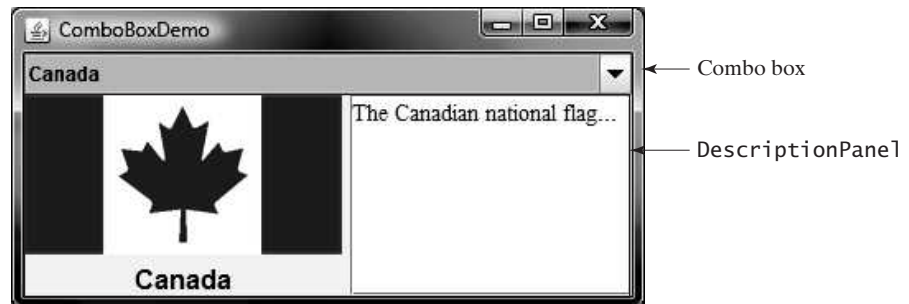 ComboBoxDemo
Canada
Combo box
The Canadian national flag...
DescriptionPanel
Canada